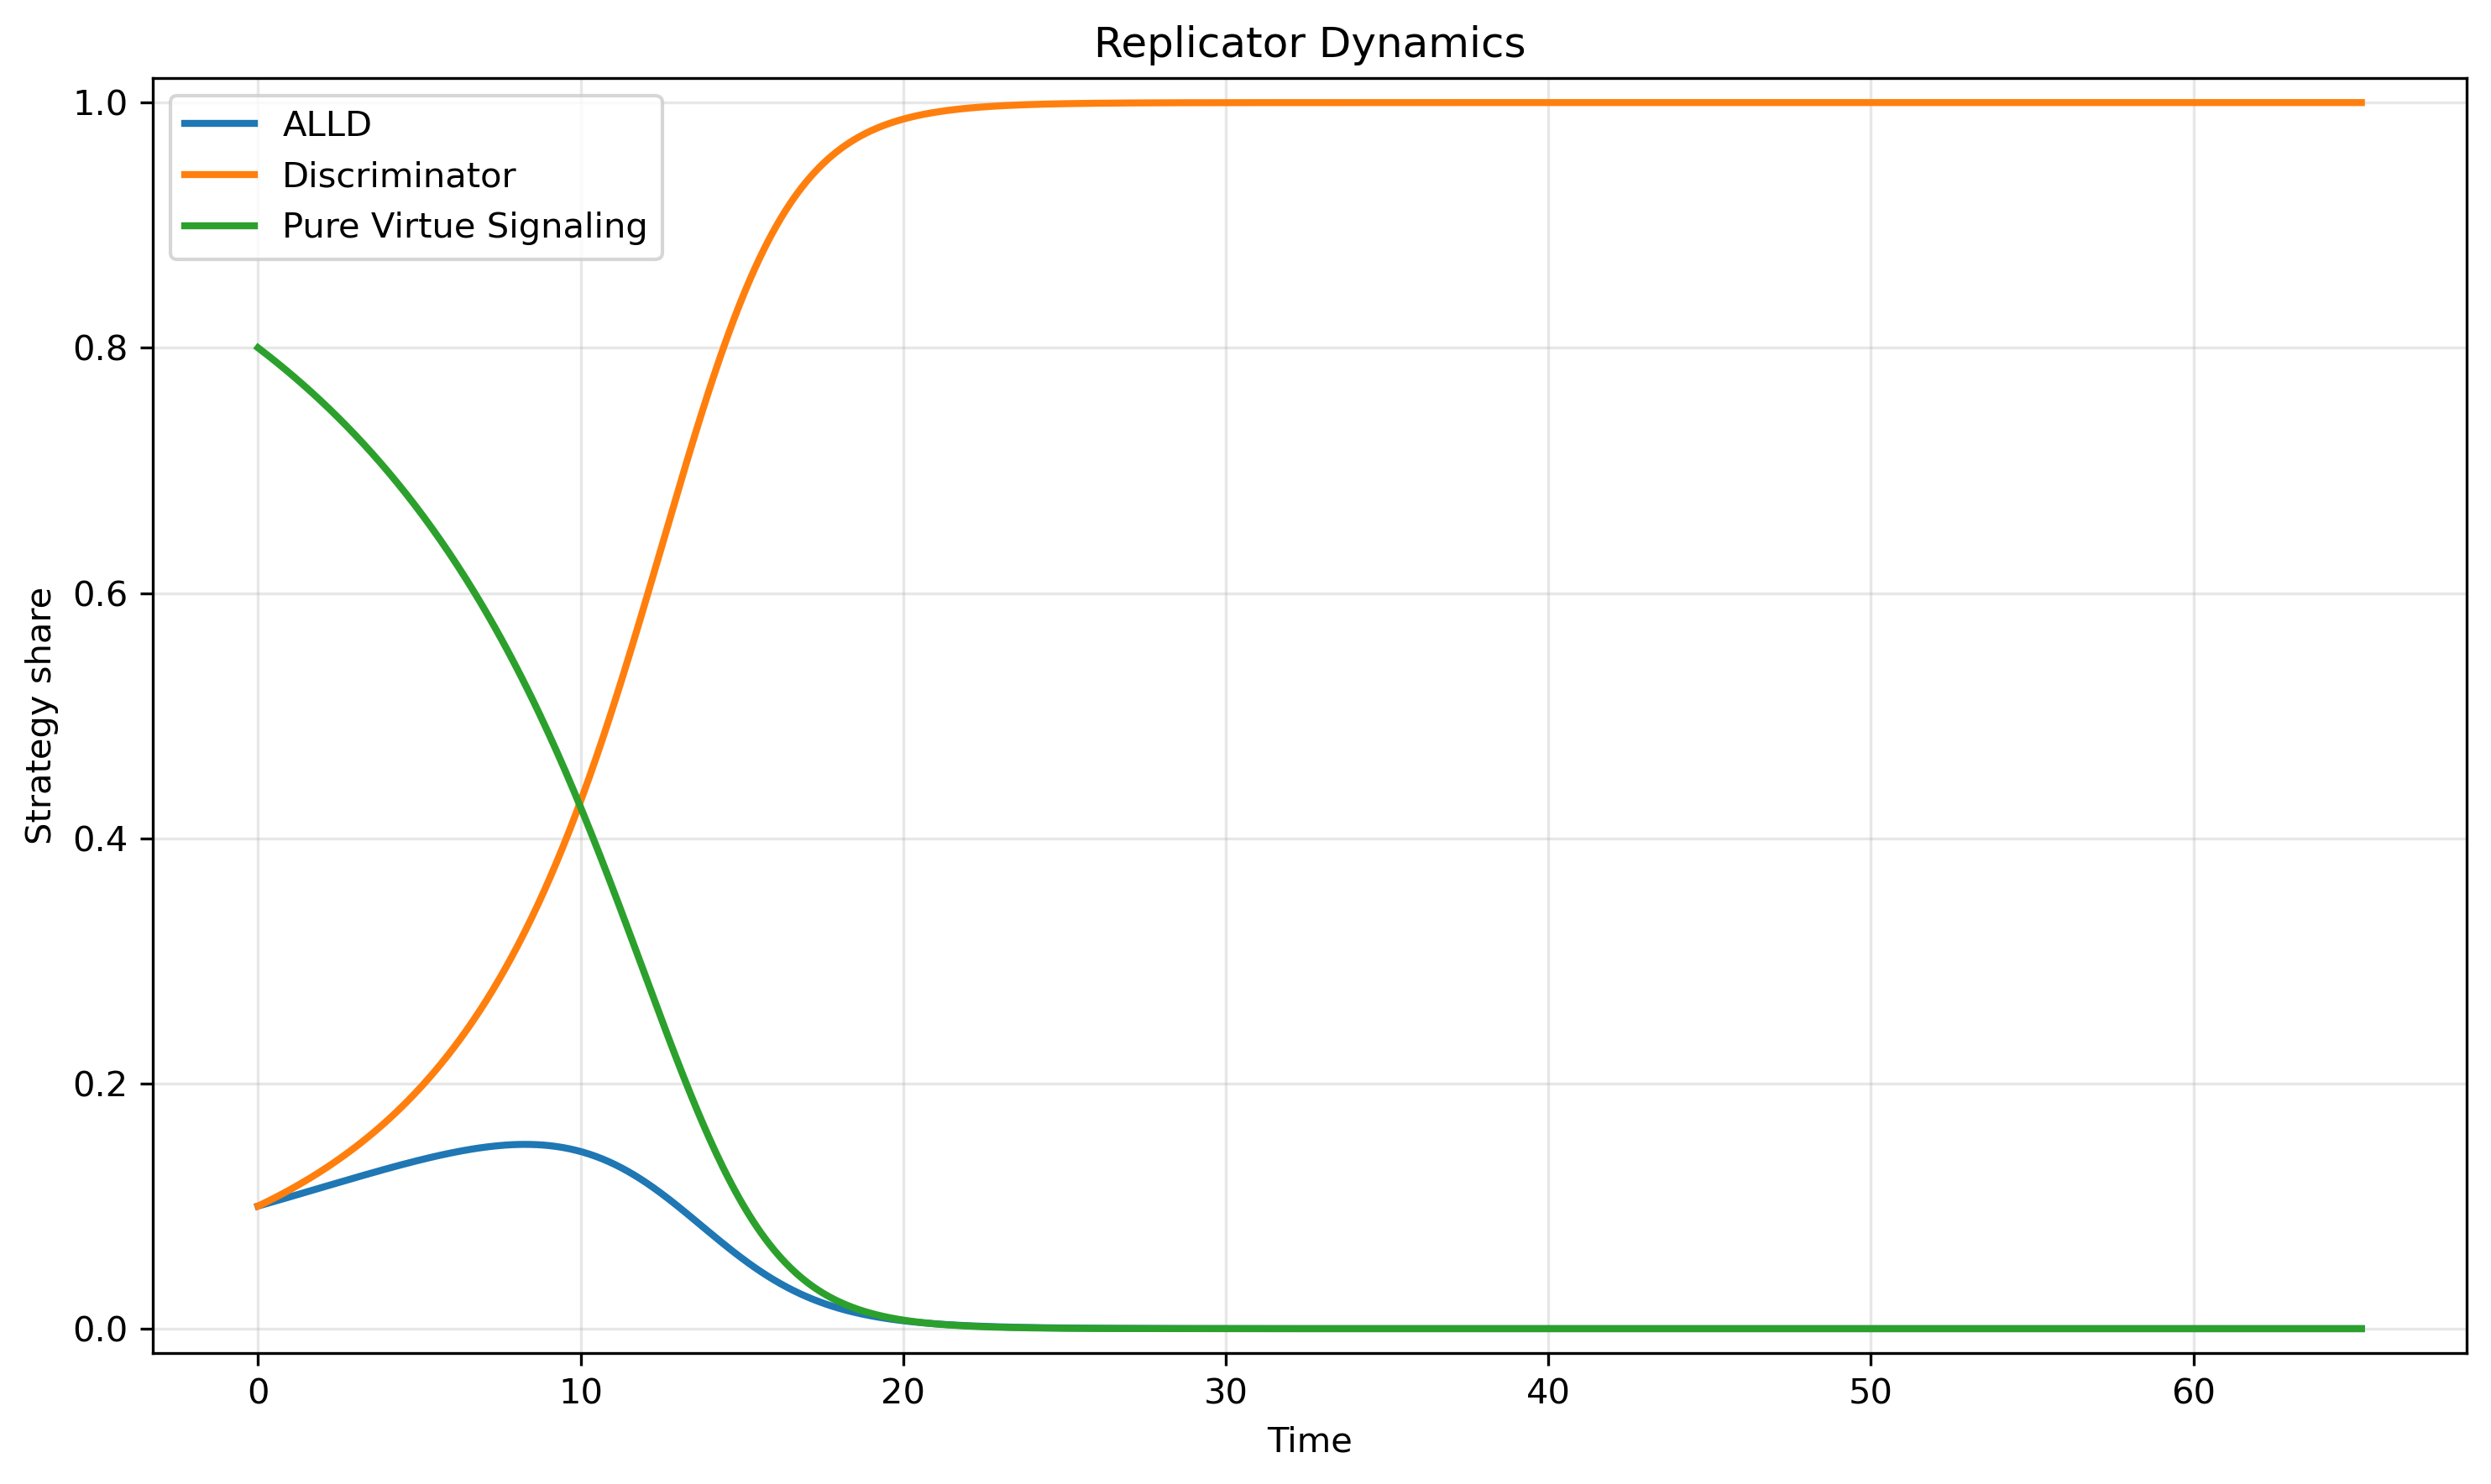 Replicator Dynamics
ALLD
Discriminator
Pure Virtue Signaling
Strategy share
1.0
0.8
0.6
0.4
0.2
0.0
0 10 20 30 40 50 60
Time